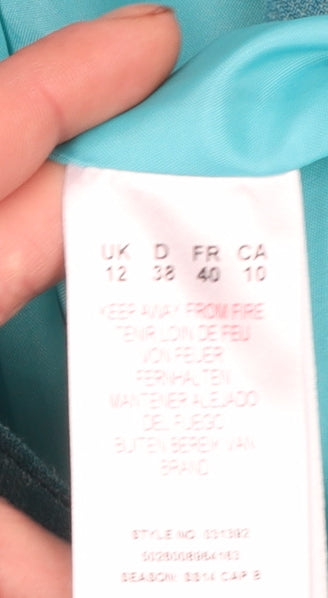 UK D FR CA
12 38 40 10
KEEP AWAY FROM FIRE
TENIR LOIN DE FEU
VON FEUER
FERNHALTEN
MANTENER ALEJADO
DEL FUEGO
BUITEN BEREIK VAN
BRAND
STYLE NO. 031392
SEASON: SS14 CAP B